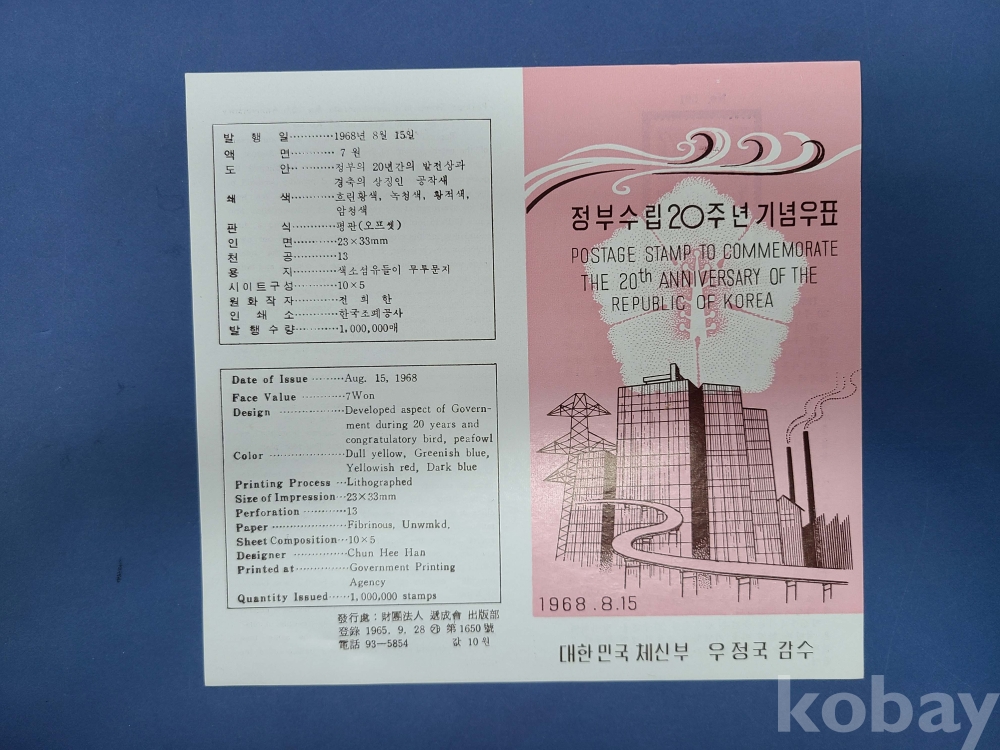 발 행 일············1968년 8월 15일
액 면············ 7 원
도 안············정부의 20년간의 발전상과
경축의 상징인 공작새
쇄 색············흐린황색, 녹청색, 황적색,
암청색
판 식············평판(오프셋)
인 면············23×33mm
천 공············13
용 지············색소섬유들이 무투문지
시이트구성············10×5
원 화 작 자············전 희 한
인 쇄 소············한국조폐공사
발 행 수 량············1,000,000매
Date of Issue ·········Aug. 15, 1968
Face Value ············7Won
Design ··················Developed aspect of Govern-
ment during 20 years and
congratulatory bird, peafowl
Color ·····················Dull yellow, Greenish blue,
Yellowish red, Dark blue
Printing Process ···Lithographed
Size of Impression···23×33mm
Perforation ············13
Paper ·····················Fibrinous, Unwmkd.
Sheet Composition···10×5
Designer ···············Chun Hee Han
Printed at···············Government Printing
Agency
Quantity Issued······1,000,000 stamps
發行處: 財團法人 遞成會 出版部
登錄 1965. 9. 28 ㉮ 第1650號
電話 93-5854 값 10원
정부수립20주년기념우표
POSTAGE STAMP TO COMMEMORATE
THE 20th ANNIVERSARY OF THE
REPUBLIC OF KOREA
1968.8.15
대한민국 체신부 우정국 감수
kobay